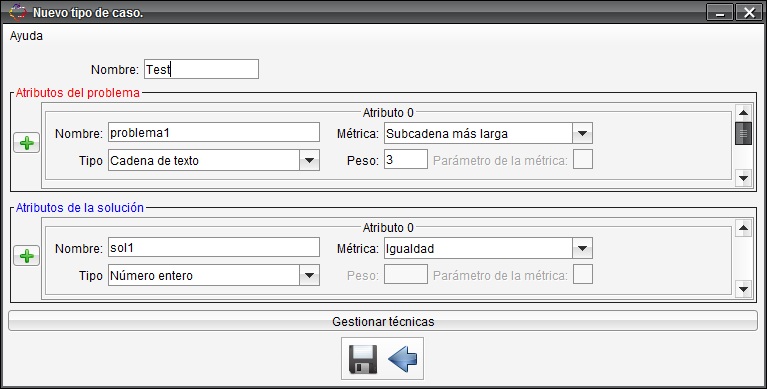 Nuevo tipo de caso.
Ayuda
Nombre: Test
Atributos del problema
Atributo 0
Nombre: problema1 Métrica: Subcadena más larga
Tipo Cadena de texto Peso: 3 Parámetro de la métrica:
Atributos de la solución
Atributo 0
Nombre: sol1 Métrica: Igualdad
Tipo Número entero Peso: Parámetro de la métrica:
Gestionar técnicas